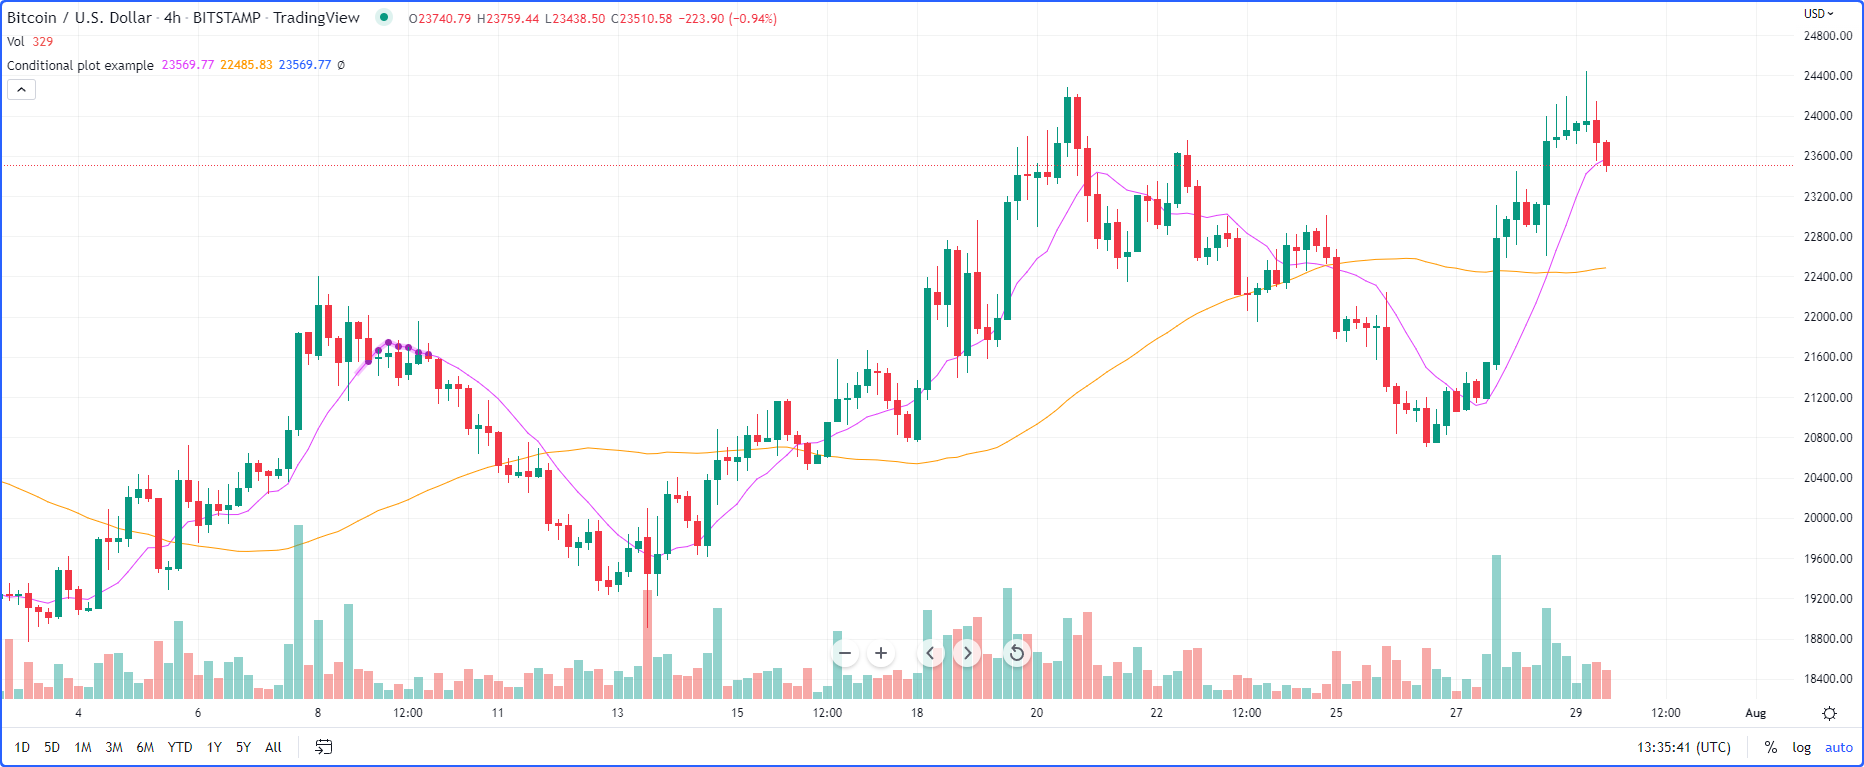 Bitcoin / U.S. Dollar · 4h · BITSTAMP · TradingView O23740.79 H23759.44 L23438.50 C23510.58 −223.90 (−0.94%)
USD
Vol 329
Conditional plot example 23569.77 22485.83 23569.77 Ø
24800.00
24400.00
24000.00
23600.00
23200.00
22800.00
22400.00
22000.00
21600.00
21200.00
20800.00
20400.00
20000.00
19600.00
19200.00
18800.00
18400.00
4 6 8 12:00 11 13 15 12:00 18 20 22 12:00 25 27 29 12:00 Aug
1D 5D 1M 3M 6M YTD 1Y 5Y All 13:35:41 (UTC) % log auto